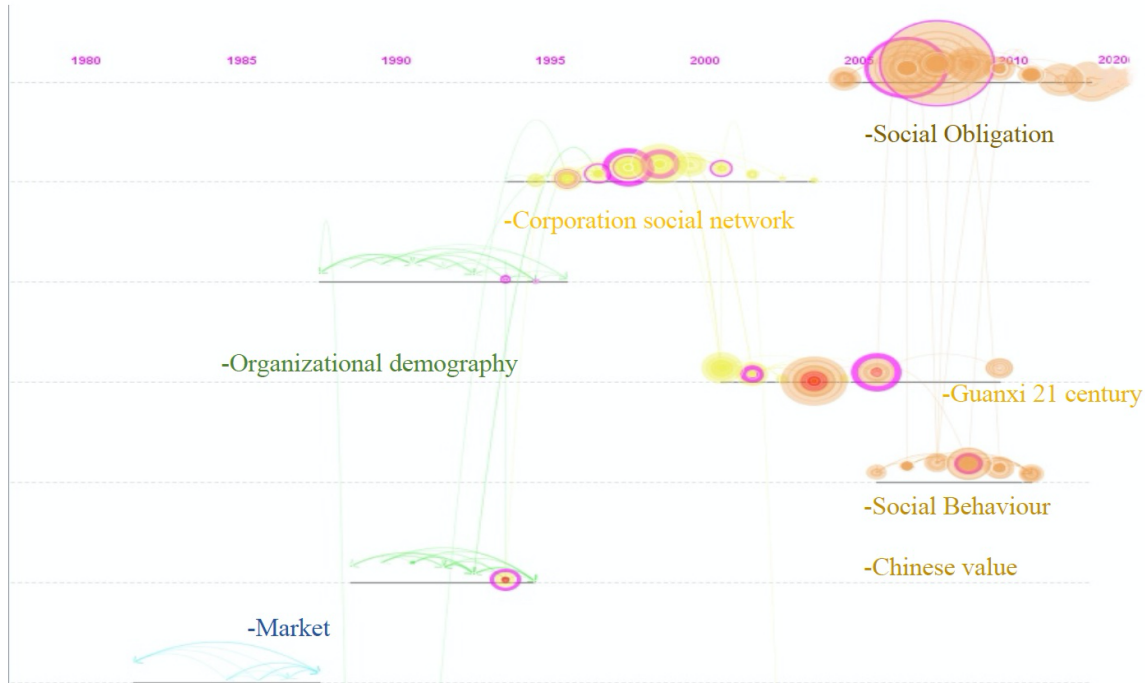 1980 1985 1990 1995 2000 2005 2010 2020
-Social Obligation
-Corporation social network
-Organizational demography
-Guanxi 21 century
-Social Behaviour
-Chinese value
-Market